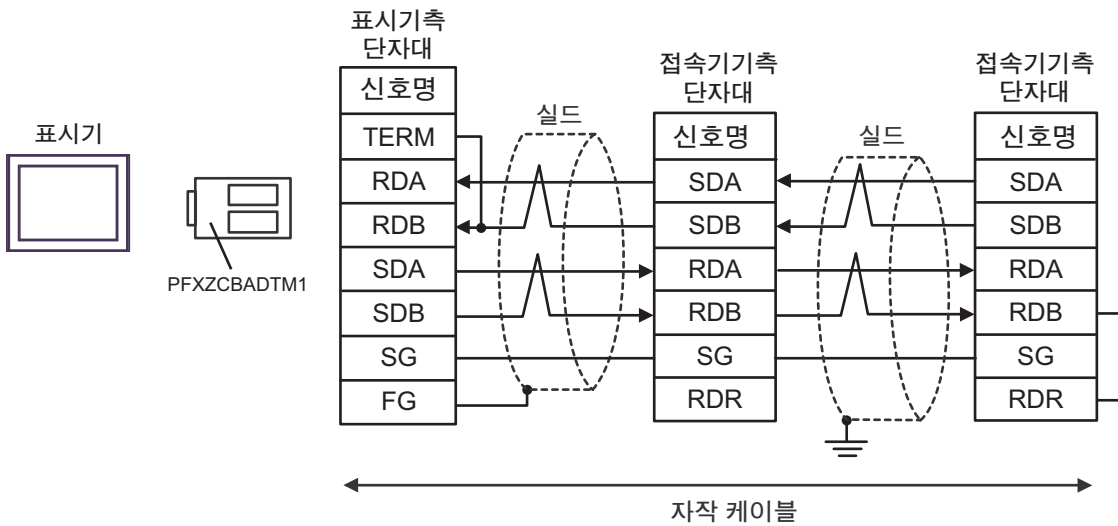 표시기
PFXZCBADTM1
표시기측
단자대
신호명
TERM
RDA
RDB
SDA
SDB
SG
FG
실드
접속기기측
단자대
신호명
SDA
SDB
RDA
RDB
SG
RDR
실드
접속기기측
단자대
신호명
SDA
SDB
RDA
RDB
SG
RDR
자작 케이블